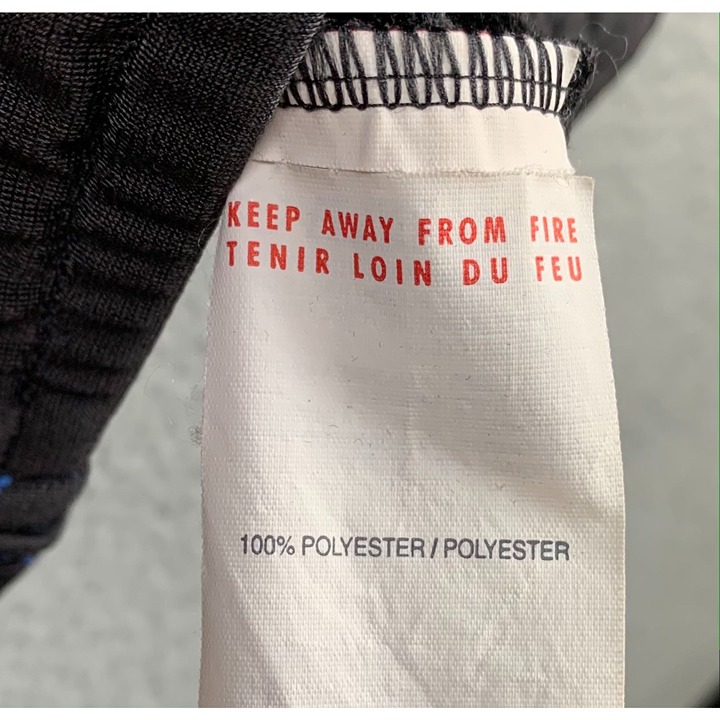 KEEP AWAY FROM FIRE
TENIR LOIN DU FEU
100% POLYESTER / POLYESTER